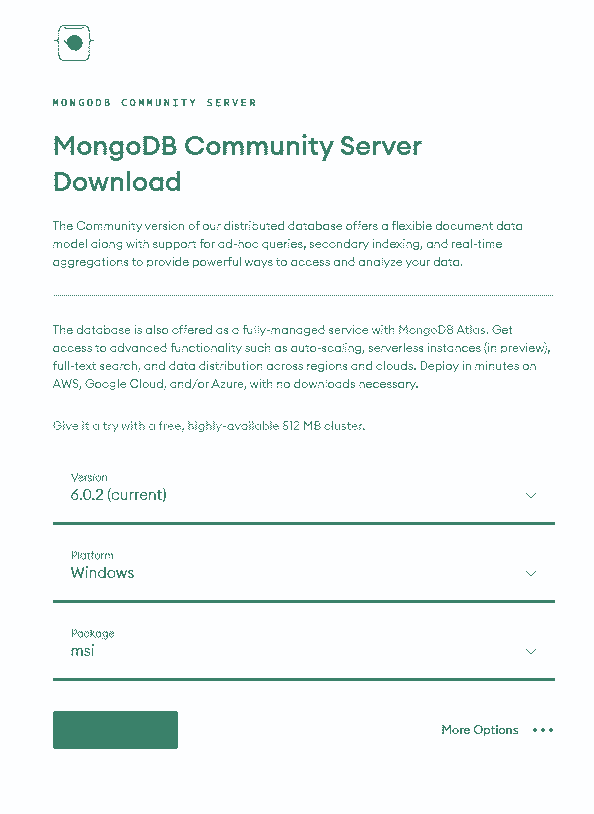 MONGODB COMMUNITY SERVER
MongoDB Community Server
Download
The Community version of our distributed database offers a flexible document data
model along with support for ad-hoc queries, secondary indexing, and real-time
aggregations to provide powerful ways to access and analyze your data.
The database is also offered as a fully-managed service with MongoDB Atlas. Get
access to advanced functionality such as auto-scaling, serverless instances (in preview),
full-text search, and data distribution across regions and clouds. Deploy in minutes on
AWS, Google Cloud, and/or Azure, with no downloads necessary.
Give it a try with a free, highly-available 512 MB cluster.
Version
6.0.2 (current)
Platform
Windows
Package
msi
More Options